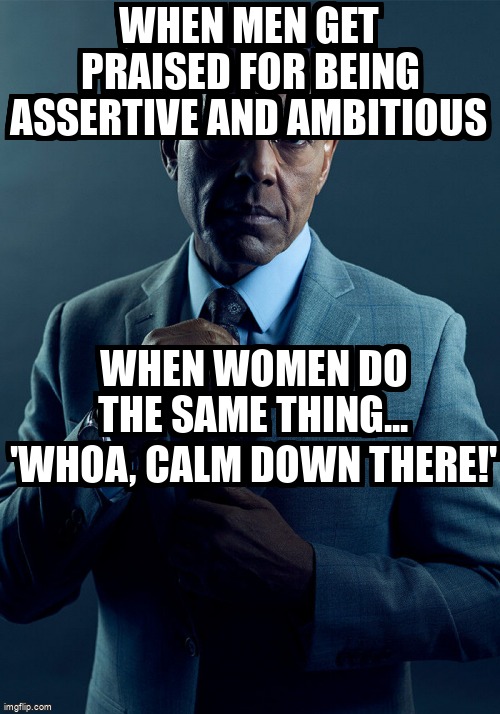 WHEN MEN GET
PRAISED FOR BEING
ASSERTIVE AND AMBITIOUS
WHEN WOMEN DO
THE SAME THING...
'WHOA, CALM DOWN THERE!'
imgflip.com